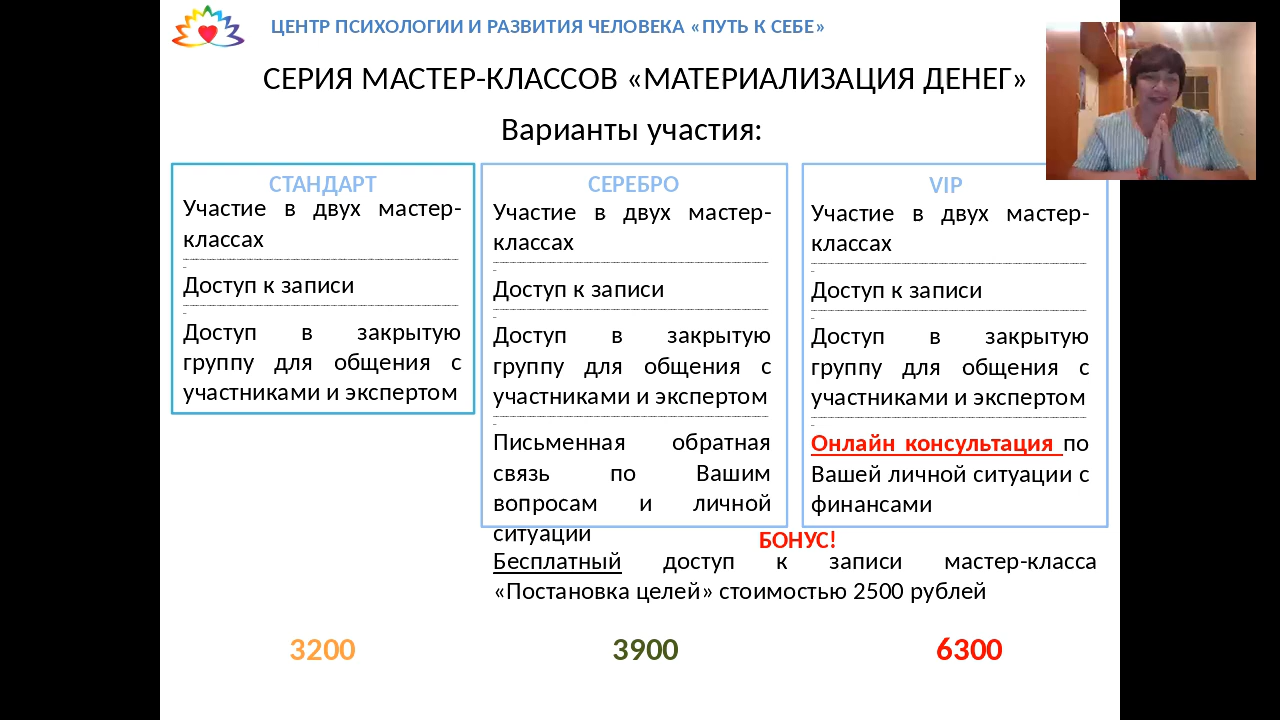 ЦЕНТР ПСИХОЛОГИИ И РАЗВИТИЯ ЧЕЛОВЕКА «ПУТЬ К СЕБЕ»
СЕРИЯ МАСТЕР-КЛАССОВ «МАТЕРИАЛИЗАЦИЯ ДЕНЕГ»
Варианты участия:
СТАНДАРТ
Участие в двух мастер-
классах
Доступ к записи
Доступ в закрытую
группу для общения с
участниками и экспертом
СЕРЕБРО
Участие в двух мастер-
классах
Доступ к записи
Доступ в закрытую
группу для общения с
участниками и экспертом
Письменная обратная
связь по Вашим
вопросам и личной
ситуации
VIP
Участие в двух мастер-
классах
Доступ к записи
Доступ в закрытую
группу для общения с
участниками и экспертом
Онлайн консультация по
Вашей личной ситуации с
финансами
БОНУС!
Бесплатный доступ к записи мастер-класса
«Постановка целей» стоимостью 2500 рублей
3200
3900
6300